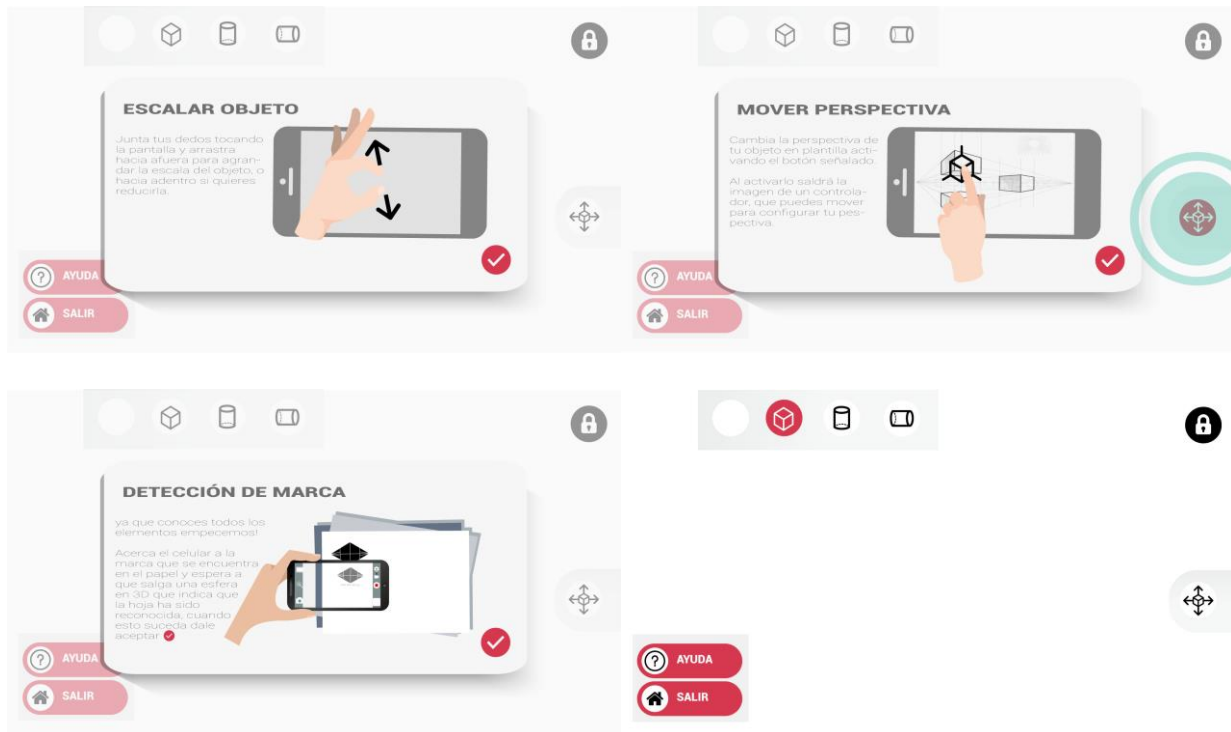 ESCALAR OBJETO
Junta tus dedos tocando
la pantalla y arrastra
hacia afuera para agran-
dar la escala del objeto, o
hacia adentro si quieres
reducirla.
AYUDA
SALIR
MOVER PERSPECTIVA
Cambia la perspectiva de
tu objeto en plantilla acti-
vando el botón señalado.
Al activarlo saldrá la
imagen de un controla-
dor, que puedes mover
para configurar tu pes-
pectiva.
AYUDA
SALIR
DETECCIÓN DE MARCA
ya que conoces todos los
elementos empecemos!
Acerca el celular a la
marca que se encuentra
en el papel y espera a
que salga una esfera
en 3D que indica que
la hoja ha sido
reconocida, cuando
esto suceda dale
aceptar
AYUDA
SALIR
AYUDA
SALIR